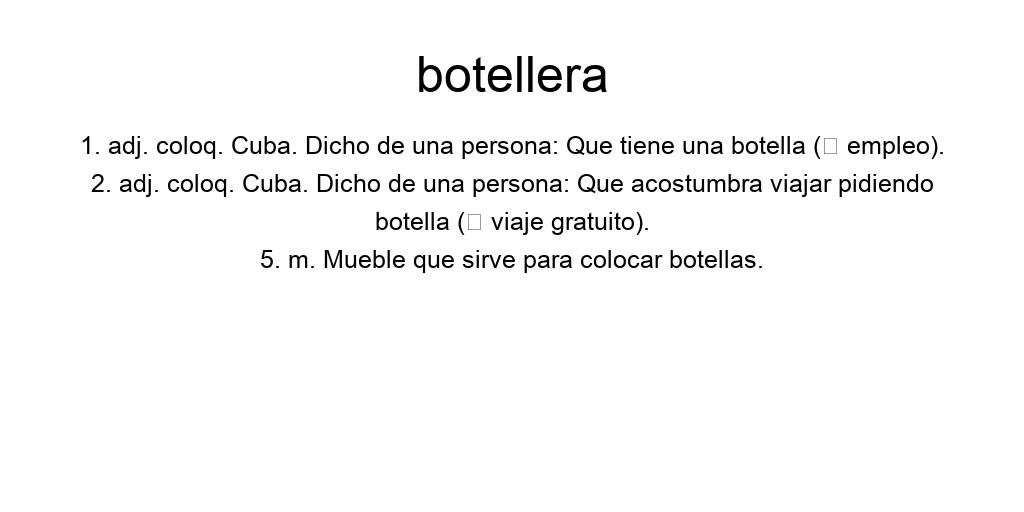 botellera
1. adj. coloq. Cuba. Dicho de una persona: Que tiene una botella (□ empleo).
2. adj. coloq. Cuba. Dicho de una persona: Que acostumbra viajar pidiendo
botella (□ viaje gratuito).
5. m. Mueble que sirve para colocar botellas.